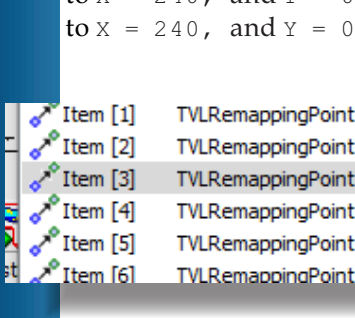 to X = 240, and Y = 0
Item [1] TVLRemappingPoint
Item [2] TVLRemappingPoint
Item [3] TVLRemappingPoint
Item [4] TVLRemappingPoint
Item [5] TVLRemappingPoint
Item [6] TVLRemappingPoint